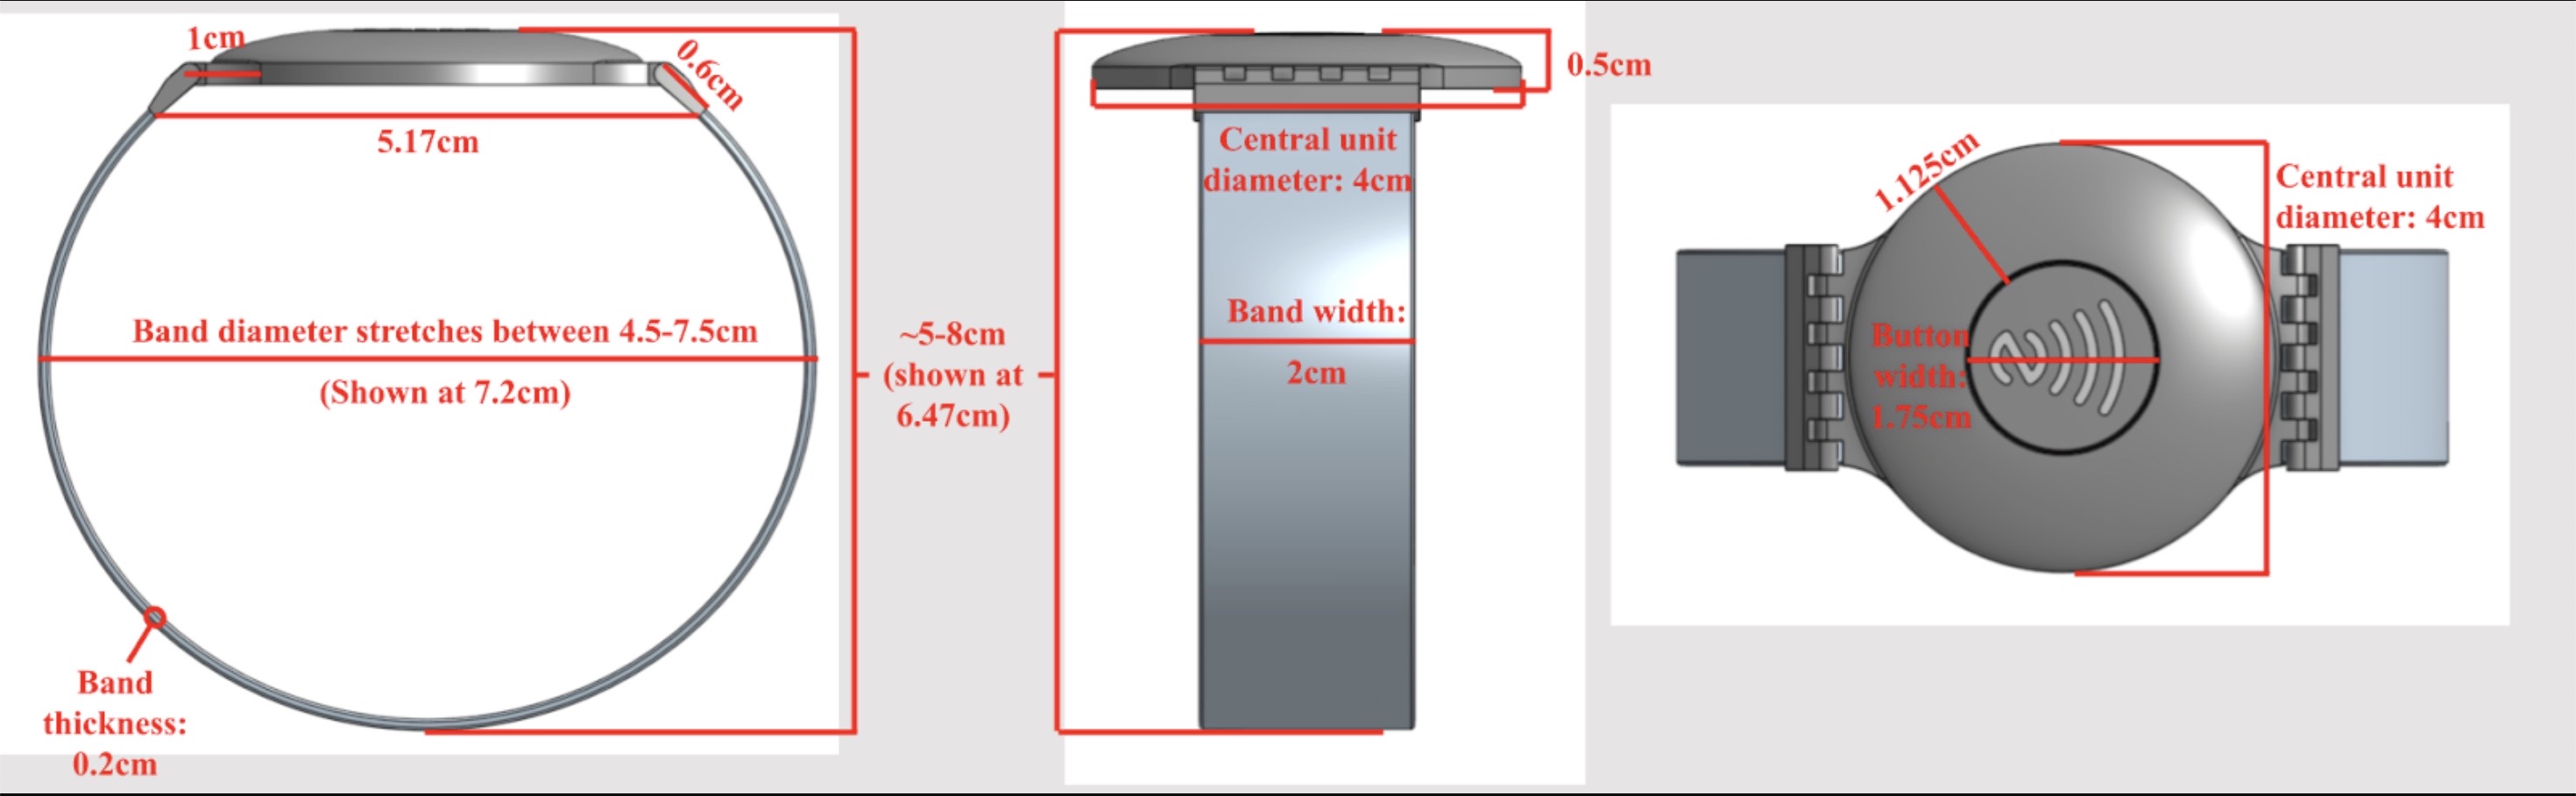 1cm
0.6cm
5.17cm
Band diameter stretches between 4.5-7.5cm
(Shown at 7.2cm)
Band
thickness:
0.2cm
~5-8cm
(shown at
6.47cm)
0.5cm
Central unit
diameter: 4cm
Band width:
2cm
1.125cm
Central unit
diameter: 4cm
Button
width:
1.75cm